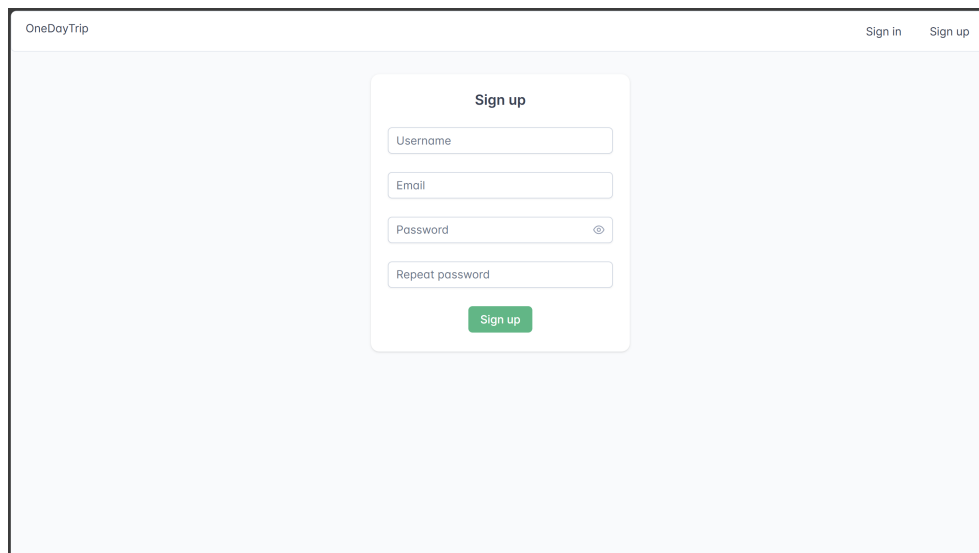 OneDayTrip
Sign in
Sign up
Sign up
Username
Email
Password
Repeat password
Sign up